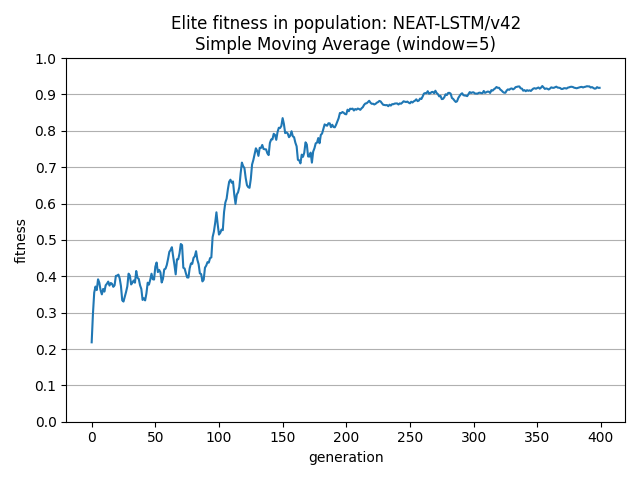 Elite fitness in population: NEAT-LSTM/v42
Simple Moving Average (window=5)
1.0
0.9
0.8
0.7
0.6
0.5
0.4
0.3
0.2
0.1
0.0
fitness
0 50 100 150 200 250 300 350 400
generation